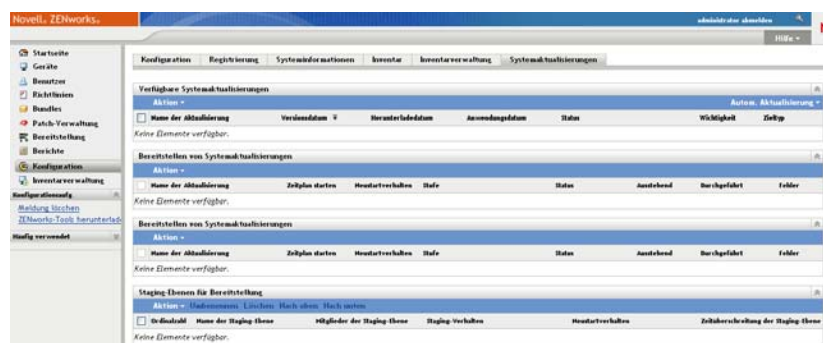 Novell® ZENworks®
administrator abmelden
Hilfe
Startseite
Geräte
Benutzer
Richtlinien
Bundles
Patch-Verwaltung
Bereitstellung
Berichte
Konfiguration
Inventarverwaltung
Konfigurationsaufg
Meldung löschen
ZENworks-Tools herunterlad
Häufig verwendet
Konfiguration Registrierung Systeminformationen Inventar Inventarverwaltung Systemaktualisierungen
Verfügbare Systemaktualisierungen
Aktion Autom. Aktualisierung
Name der Aktualisierung Versionsdatum Herunterladedatum Anwendungsdatum Status Wichtigkeit Zieltyp
Keine Elemente verfügbar.
Bereitstellen von Systemaktualisierungen
Aktion
Name der Aktualisierung Zeitplan starten Neustartverhalten Stufe Status Ausstehend Durchgeführt Fehler
Keine Elemente verfügbar.
Bereitstellen von Systemaktualisierungen
Aktion
Name der Aktualisierung Zeitplan starten Neustartverhalten Stufe Status Ausstehend Durchgeführt Fehler
Keine Elemente verfügbar.
Staging-Ebenen für Bereitstellung
Aktion Umbenennen Löschen Nach oben Nach unten
Ordinalzahl Name der Staging-Ebene Mitglieder der Staging-Ebene Staging-Verhalten Neustartverhalten Zeitüberschreitung der Staging-Ebene
Keine Elemente verfügbar.